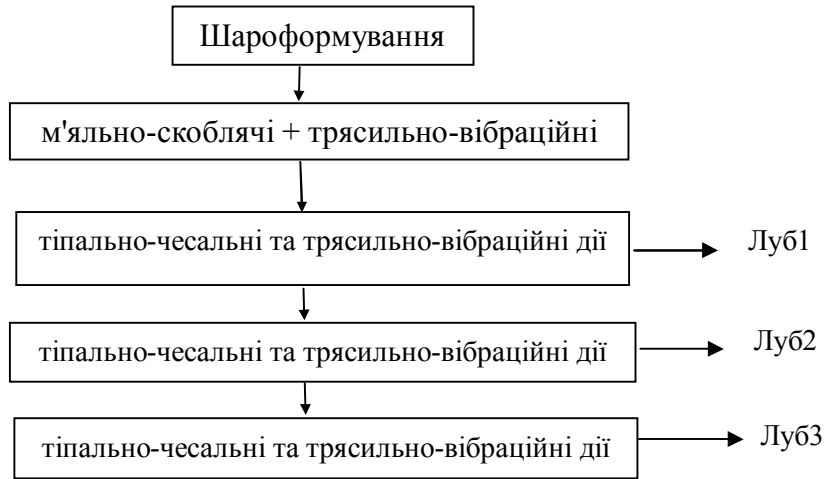 Шароформування
м'яльно-скоблячі + трясильно-вібраційні
тіпально-чесальні та трясильно-вібраційні дії
Луб1
тіпально-чесальні та трясильно-вібраційні дії
Луб2
тіпально-чесальні та трясильно-вібраційні дії
Луб3